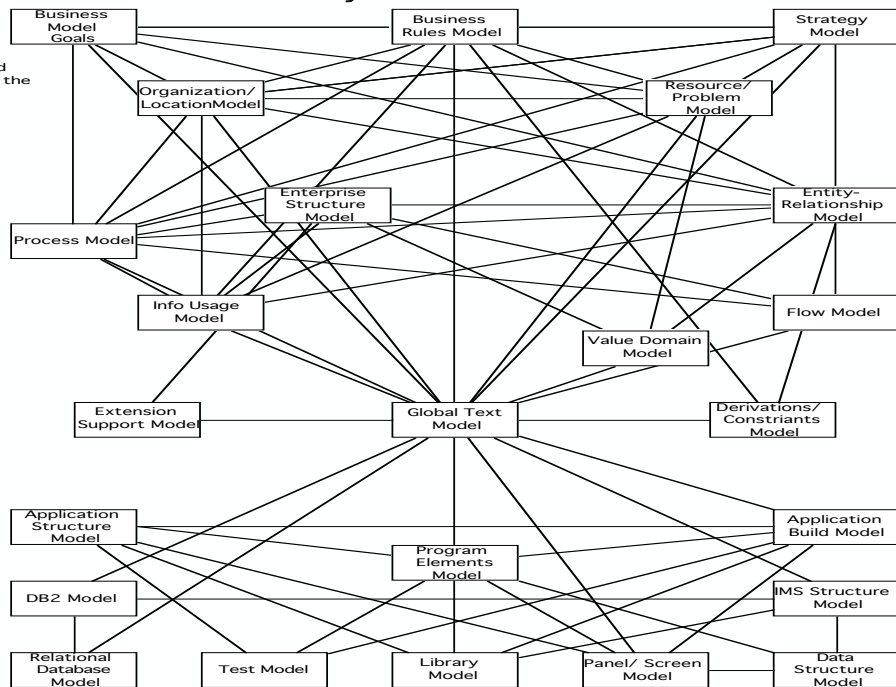 Business
Model
Goals
Business
Rules Model
Strategy
Model
the
Organization/
LocationModel
Resource/
Problem
Model
Enterprise
Structure
Model
Entity-
Relationship
Model
Process Model
Info Usage
Model
Flow Model
Value Domain
Model
Extension
Support Model
Global Text
Model
Derivations/
Constriants
Model
Application
Structure
Model
Application
Build Model
Program
Elements
Model
DB2 Model
IMS Structure
Model
Relational
Database
Model
Test Model
Library
Model
Panel/ Screen
Model
Data
Structure
Model